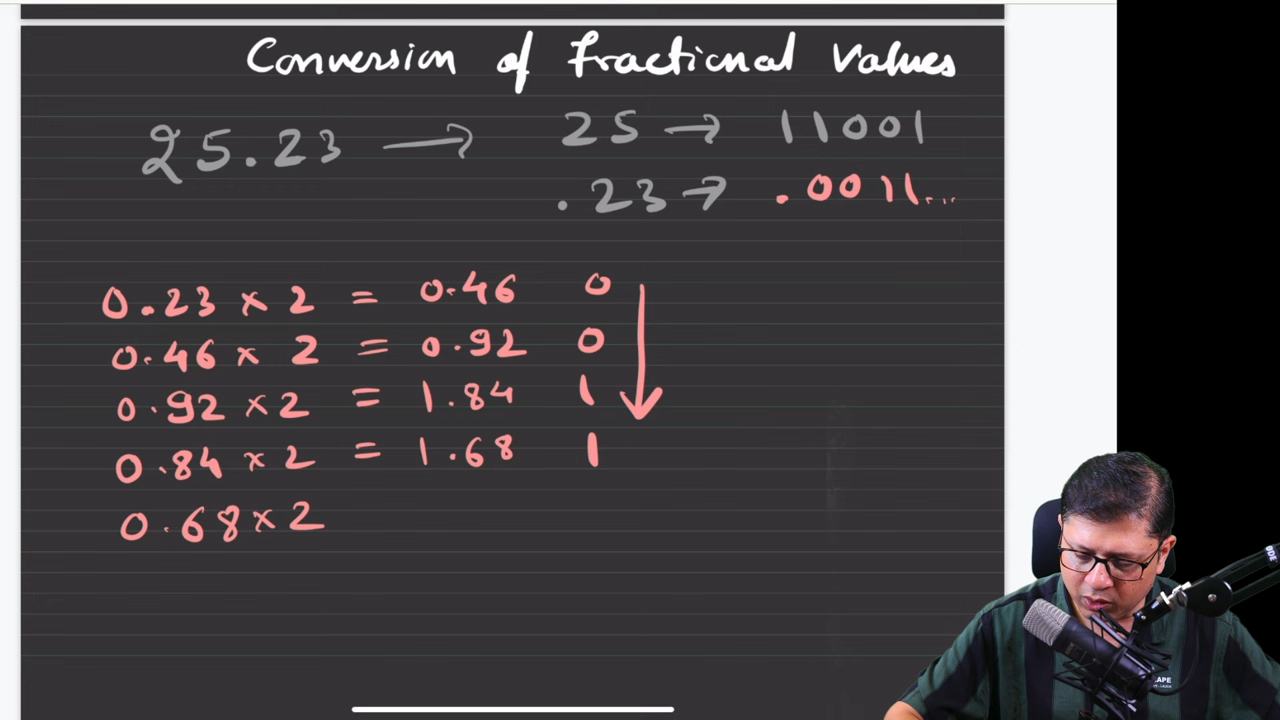 Conversion of Fractional Values
25.23 → 25 → 11001
.23 → .0011...
0.23 × 2 = 0.46 0
0.46 × 2 = 0.92 0
0.92 × 2 = 1.84 1
0.84 × 2 = 1.68 1
0.68 × 2